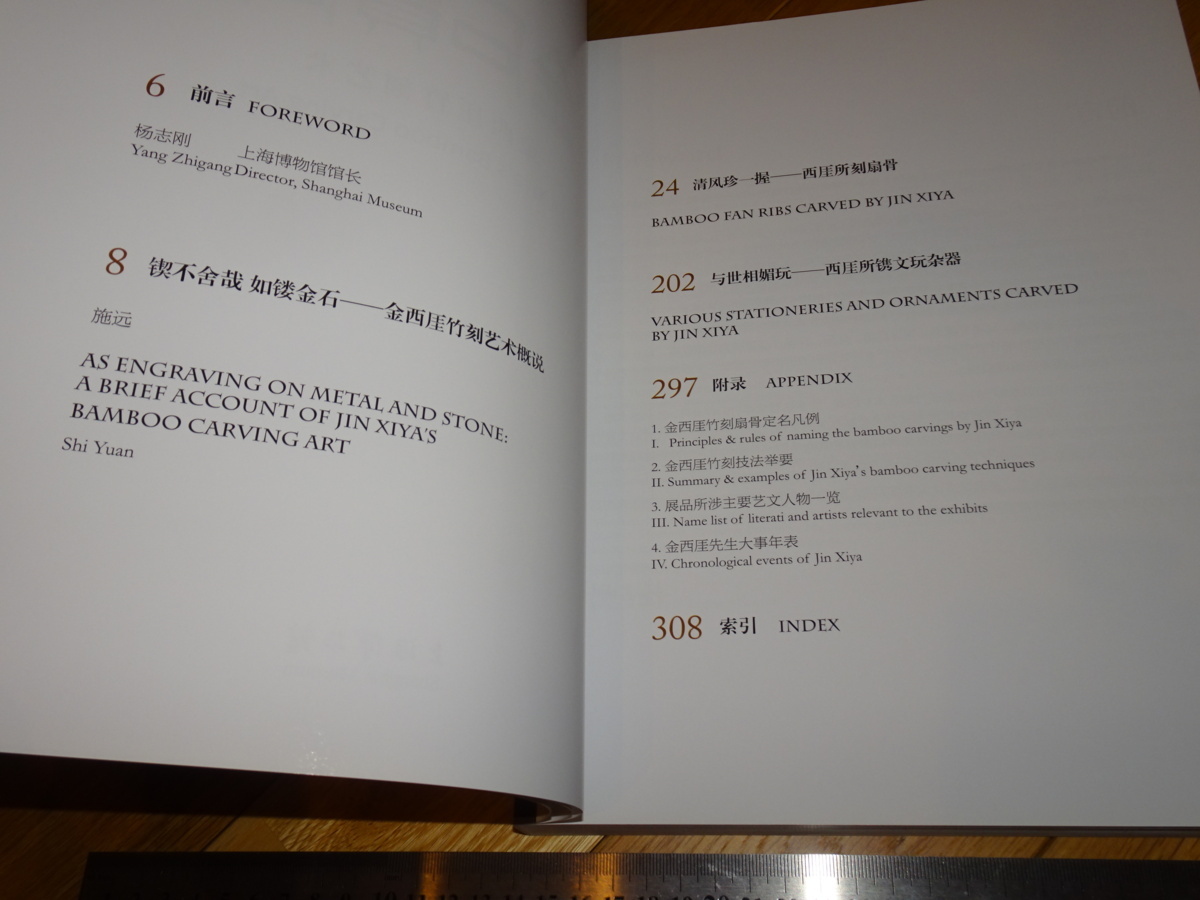 6 前言 FOREWORD
杨志刚 上海博物馆馆长
Yang Zhigang Director, Shanghai Museum
8 锲不舍哉 如镂金石——金西厓竹刻艺术概说
施远
AS ENGRAVING ON METAL AND STONE:
A BRIEF ACCOUNT OF JIN XIYA'S
BAMBOO CARVING ART
Shi Yuan
24 清风珍一握——西厓所刻扇骨
BAMBOO FAN RIBS CARVED BY JIN XIYA
202 与世相媚玩——西厓所镌文玩杂器
VARIOUS STATIONERIES AND ORNAMENTS CARVED
BY JIN XIYA
297 附录 APPENDIX
1. 金西厓竹刻扇骨定名凡例
I. Principles & rules of naming the bamboo carvings by Jin Xiya
2. 金西厓竹刻技法举要
II. Summary & examples of Jin Xiya's bamboo carving techniques
3. 展品所涉主要艺文人物一览
III. Name list of literati and artists relevant to the exhibits
4. 金西厓先生大事年表
IV. Chronological events of Jin Xiya
308 索引 INDEX